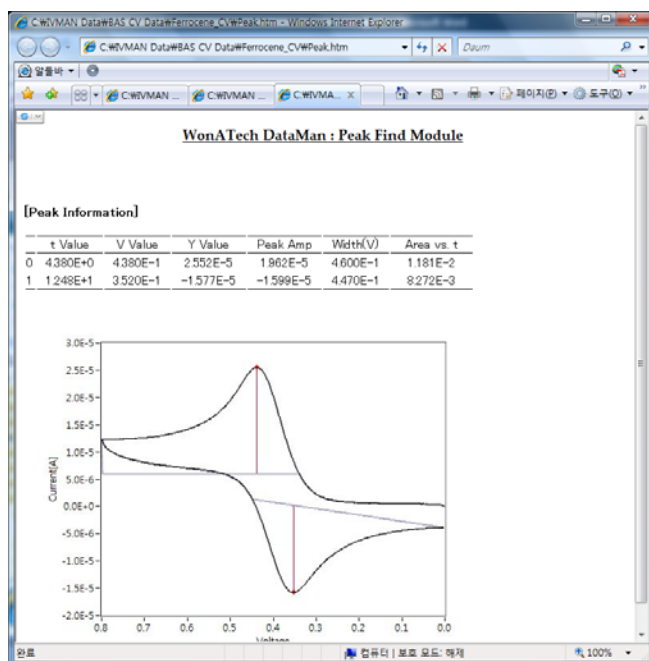 C:₩IVMAN Data₩BAS CV Data₩Ferrocene_CV₩Peak.htm - Windows Internet Explorer
C:₩IVMAN Data₩BAS CV Data₩Ferrocene_CV₩Peak.htm
Daum
알툴바
C:₩IVMAN ... C:₩IVMAN ... C:₩IVMA... X 페이지(P) 도구(O)
WonATech DataMan : Peak Find Module
[Peak Information]
t Value V Value Y Value Peak Amp Width(V) Area vs. t
0 4.380E+0 4.380E-1 2.552E-5 1.962E-5 4.600E-1 1.181E-2
1 1.248E+1 3.520E-1 -1.577E-5 -1.599E-5 4.470E-1 8.272E-3
3.0E-5
2.5E-5
2.0E-5
1.5E-5
1.0E-5
5.0E-6
0.0E+0
-5.0E-6
-1.0E-5
-1.5E-5
-2.0E-5
Current[A]
0.8 0.7 0.6 0.5 0.4 0.3 0.2 0.1 0.0
Voltage
완료 컴퓨터 | 보호 모드: 해제 100%